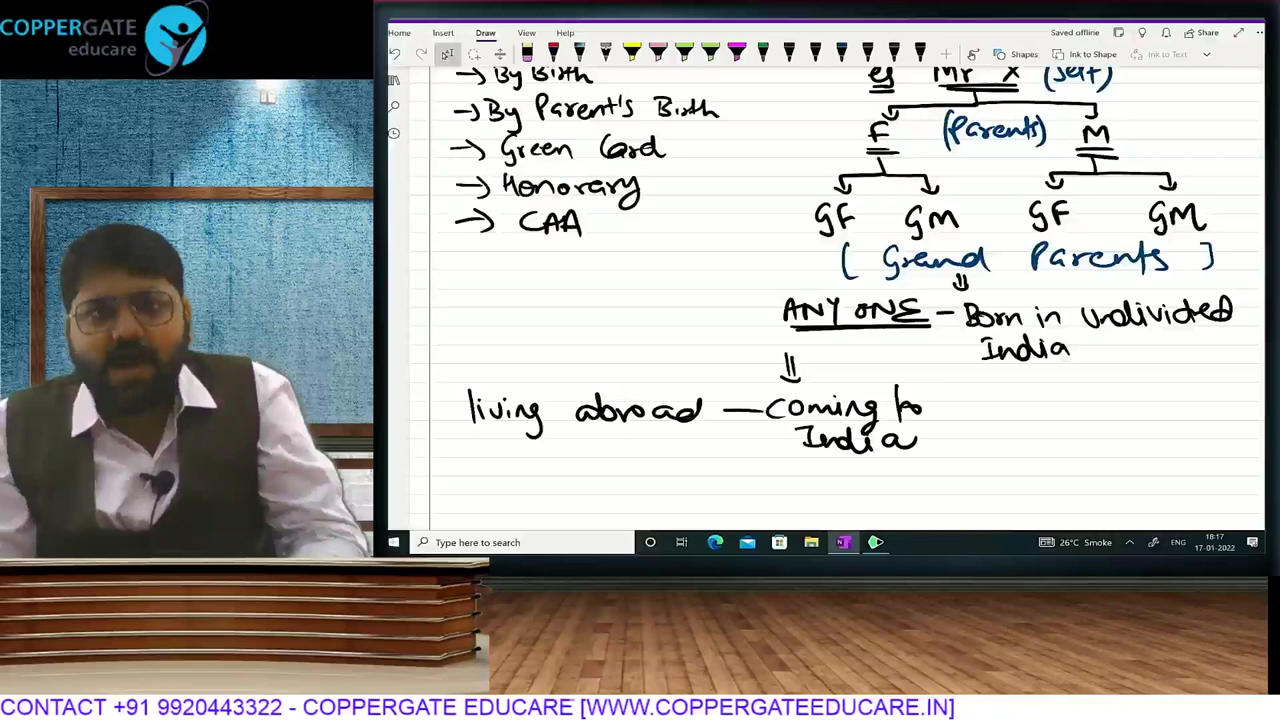 COPPERGATE
educare
Home Insert Draw View Help
Saved offline
Share
Shapes
Ink to Shape
Ink to Text
→ By Birth
→ By Parent's Birth
→ Green Card
→ Honorary
→ CAA
eg Mr X (Self)
F (Parents) M
GF GM GF GM
[ Grand Parents ]
ANY ONE - Born in undivided
India
living abroad — Coming to
India
Type here to search
26°C Smoke
ENG
18:17
17-01-2022
CONTACT +91 9920443322 - COPPERGATE EDUCARE [WWW.COPPERGATEEDUCARE.IN]